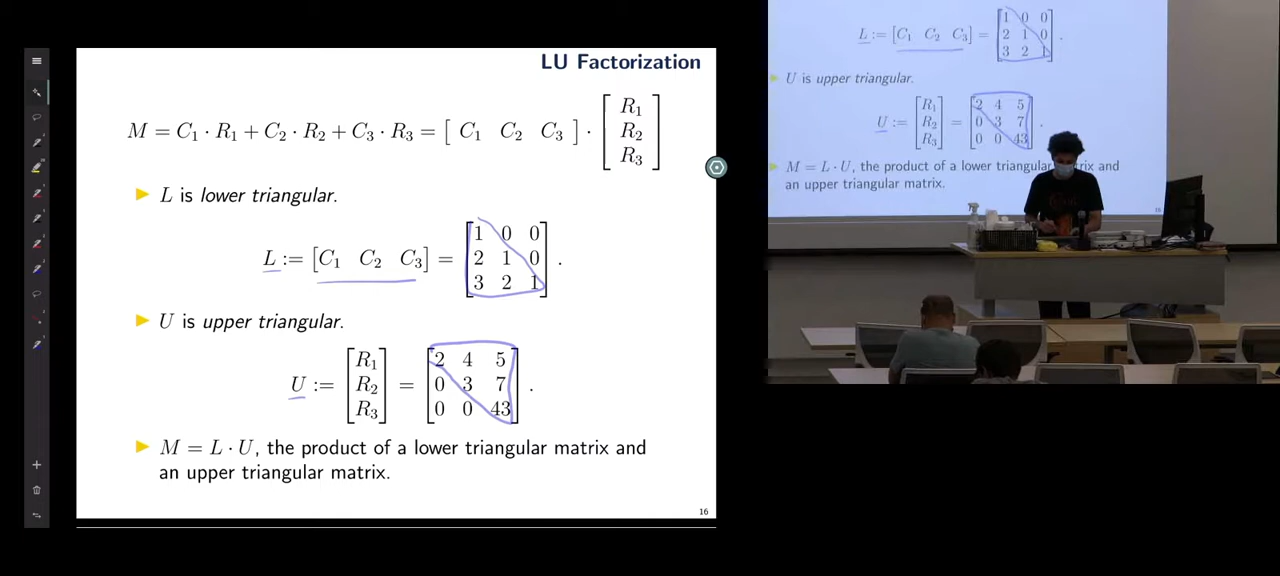 LU Factorization
M = C₁ · R₁ + C₂ · R₂ + C₃ · R₃ = [ C₁ C₂ C₃ ] · [ R₁ R₂ R₃ ]
L is lower triangular.
L := [C₁ C₂ C₃] = [ 1 0 0
2 1 0
3 2 1 ] .
U is upper triangular.
U := [ R₁ R₂ R₃ ] = [ 2 4 5
0 3 7
0 0 43 ] .
M = L · U, the product of a lower triangular matrix and
an upper triangular matrix.
16
L := [C₁ C₂ C₃] = [ 1 0 0
2 1 0
3 2 1 ] .
U is upper triangular.
U := [ R₁ R₂ R₃ ] = [ 2 4 5
0 3 7
0 0 43 ] .
M = L · U, the product of a lower triangular and
an upper triangular matrix.
16